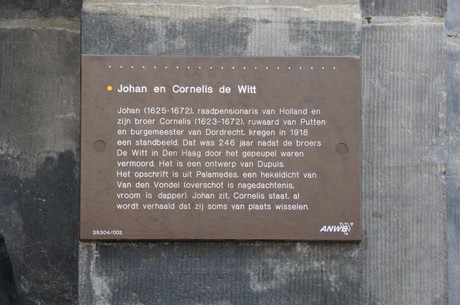 Johan en Cornelis de Witt
Johan (1625-1672), raadpensionaris van Holland en
zijn broer Cornelis (1623-1672), ruwaard van Putten
en burgemeester van Dordrecht, kregen in 1918
een standbeeld. Dat was 246 jaar nadat de broers
De Witt in Den Haag door het gepeupel waren
vermoord. Het is een ontwerp van Dupuis.
Het opschrift is uit Palamedes, een hekeldicht van
Van den Vondel (overschot is nagedachtenis,
vroom is dapper). Johan zit, Cornelis staat, al
wordt verhaald dat zij soms van plaats wisselen.
S5304/002
ANWB